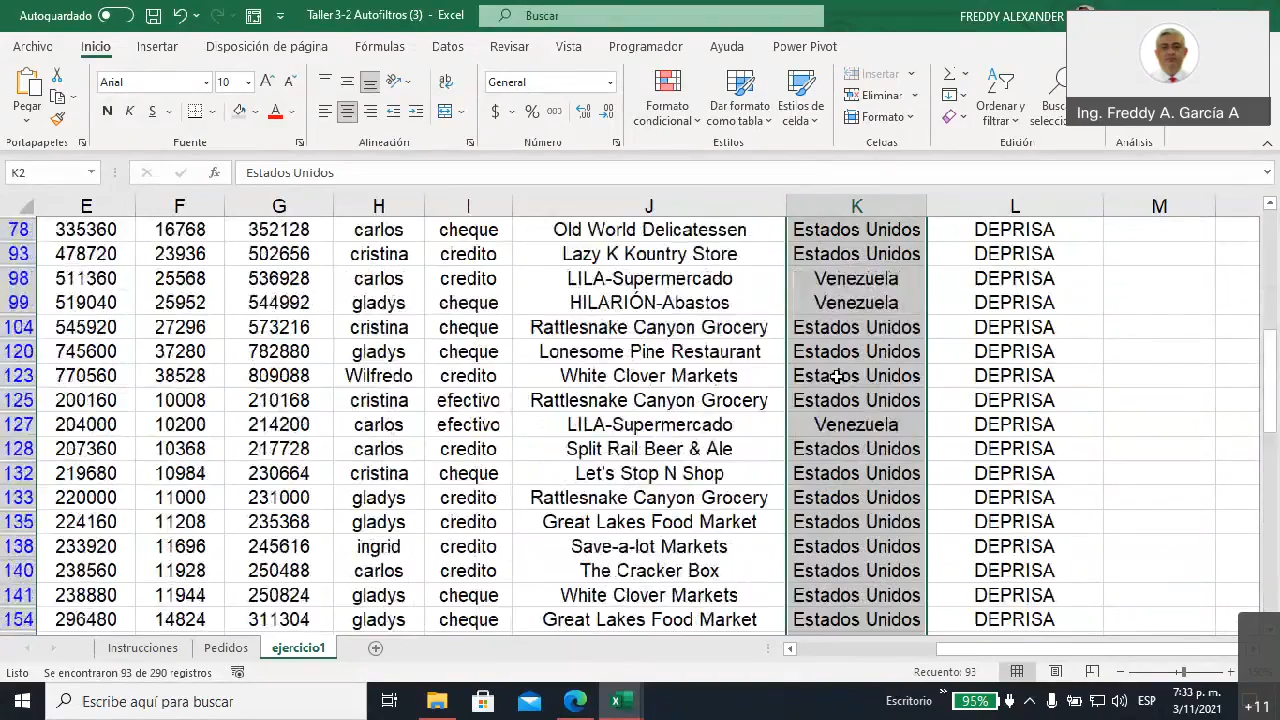 Autoguardado
Taller 3-2 Autofiltros (3) - Excel
Buscar
FREDDY ALEXANDER
Archivo Inicio Insertar Disposición de página Fórmulas Datos Revisar Vista Programador Ayuda Power Pivot
Pegar
Arial 10
N K S
General
$ % 000
Formato condicional
Dar formato como tabla
Estilos de celda
Insertar
Eliminar
Formato
Ordenar y filtrar
Ing. Freddy A. García A
Portapapeles Fuente Alineación Número Estilos Celdas Edición Análisis
K2 fx Estados Unidos
E F G H I J K L M
78 335360 16768 352128 carlos cheque Old World Delicatessen Estados Unidos DEPRISA
93 478720 23936 502656 cristina credito Lazy K Kountry Store Estados Unidos DEPRISA
98 511360 25568 536928 carlos credito LILA-Supermercado Venezuela DEPRISA
99 519040 25952 544992 gladys cheque HILARIÓN-Abastos Venezuela DEPRISA
104 545920 27296 573216 cristina cheque Rattlesnake Canyon Grocery Estados Unidos DEPRISA
120 745600 37280 782880 gladys cheque Lonesome Pine Restaurant Estados Unidos DEPRISA
123 770560 38528 809088 Wilfredo credito White Clover Markets Estados Unidos DEPRISA
125 200160 10008 210168 cristina efectivo Rattlesnake Canyon Grocery Estados Unidos DEPRISA
127 204000 10200 214200 carlos efectivo LILA-Supermercado Venezuela DEPRISA
128 207360 10368 217728 carlos credito Split Rail Beer & Ale Estados Unidos DEPRISA
132 219680 10984 230664 cristina cheque Let's Stop N Shop Estados Unidos DEPRISA
133 220000 11000 231000 gladys credito Rattlesnake Canyon Grocery Estados Unidos DEPRISA
135 224160 11208 235368 gladys credito Great Lakes Food Market Estados Unidos DEPRISA
138 233920 11696 245616 ingrid credito Save-a-lot Markets Estados Unidos DEPRISA
140 238560 11928 250488 carlos credito The Cracker Box Estados Unidos DEPRISA
141 238880 11944 250824 gladys cheque White Clover Markets Estados Unidos DEPRISA
154 296480 14824 311304 gladys cheque Great Lakes Food Market Estados Unidos DEPRISA
Instrucciones Pedidos ejercicio1
Listo Se encontraron 93 de 290 registros Recuento: 93
Escribe aquí para buscar
Escritorio
95%
ESP
7:33 p. m.
3/11/2021
+11